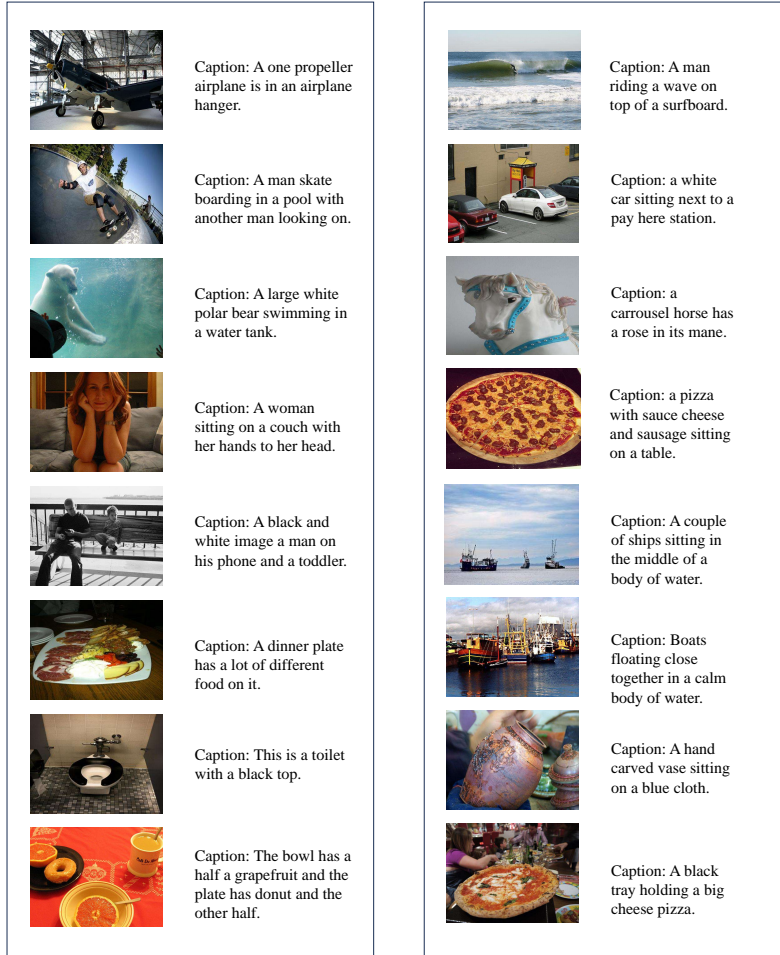 Caption: A one propeller
airplane is in an airplane
hanger.
Caption: A man skate
boarding in a pool with
another man looking on.
Caption: A large white
polar bear swimming in
a water tank.
Caption: A woman
sitting on a couch with
her hands to her head.
Caption: A black and
white image a man on
his phone and a toddler.
Caption: A dinner plate
has a lot of different
food on it.
Caption: This is a toilet
with a black top.
Caption: The bowl has a
half a grapefruit and the
plate has donut and the
other half.
Caption: A man
riding a wave on
top of a surfboard.
Caption: a white
car sitting next to a
pay here station.
Caption: a
carrousel horse has
a rose in its mane.
Caption: a pizza
with sauce cheese
and sausage sitting
on a table.
Caption: A couple
of ships sitting in
the middle of a
body of water.
Caption: Boats
floating close
together in a calm
body of water.
Caption: A hand
carved vase sitting
on a blue cloth.
Caption: A black
tray holding a big
cheese pizza.